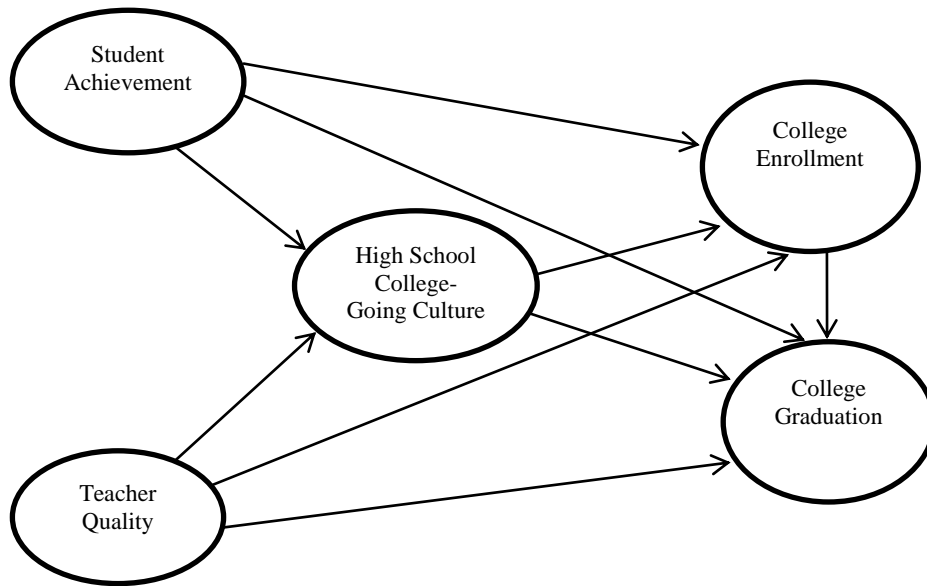 Student
Achievement
College
Enrollment
High School
College-
Going Culture
College
Graduation
Teacher
Quality